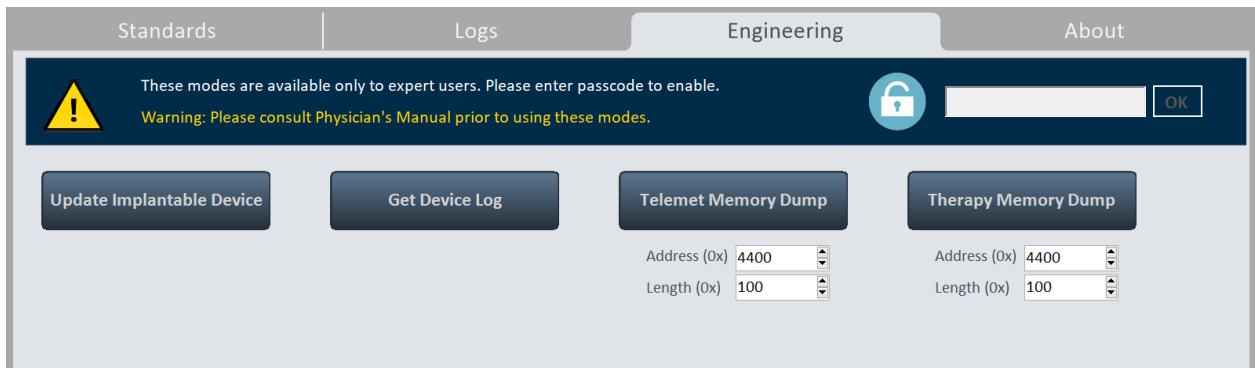 Standards Logs Engineering About
These modes are available only to expert users. Please enter passcode to enable.
Warning: Please consult Physician's Manual prior to using these modes.
OK
Update Implantable Device Get Device Log Telemet Memory Dump Therapy Memory Dump
Address (0x) 4400 Address (0x) 4400
Length (0x) 100 Length (0x) 100